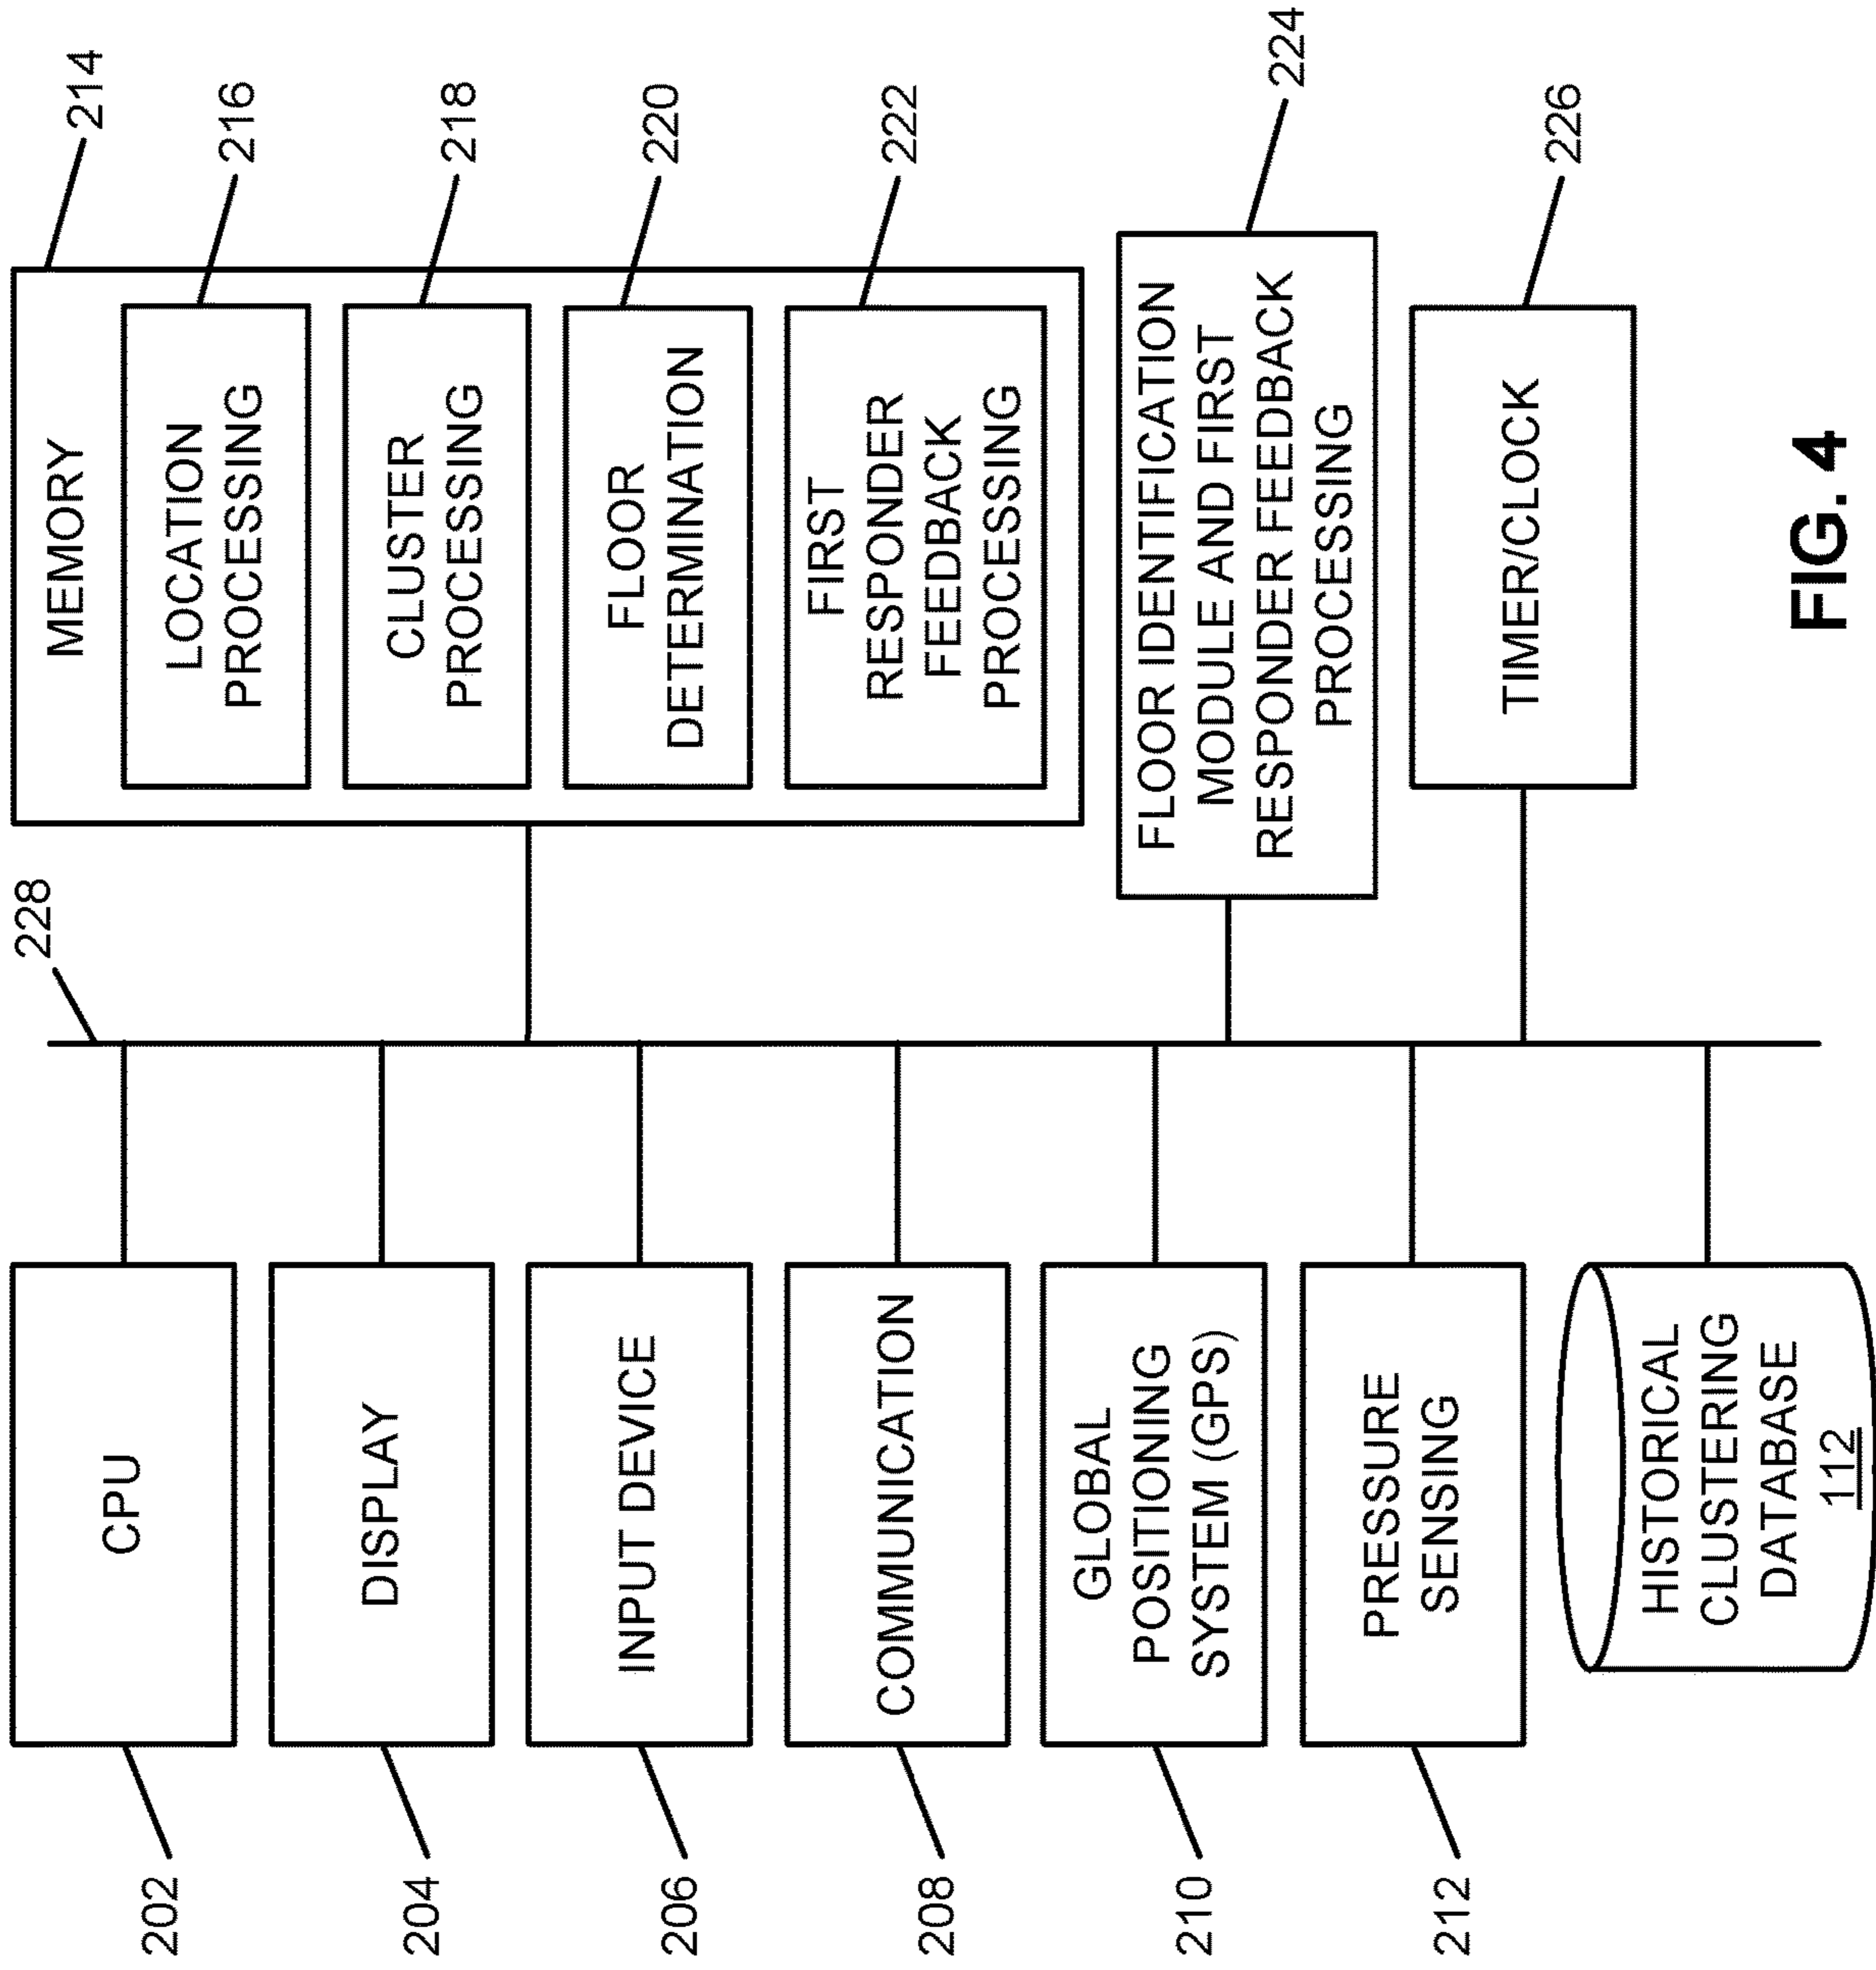 202
CPU
204
DISPLAY
206
INPUT DEVICE
208
COMMUNICATION
210
GLOBAL
POSITIONING
SYSTEM (GPS)
212
PRESSURE
SENSING
HISTORICAL
CLUSTERING
DATABASE
112
228
214
MEMORY
216
LOCATION
PROCESSING
218
CLUSTER
PROCESSING
220
FLOOR
DETERMINATION
222
FIRST
RESPONDER
FEEDBACK
PROCESSING
224
FLOOR IDENTIFICATION
MODULE AND FIRST
RESPONDER FEEDBACK
PROCESSING
226
TIMER/CLOCK
FIG. 4